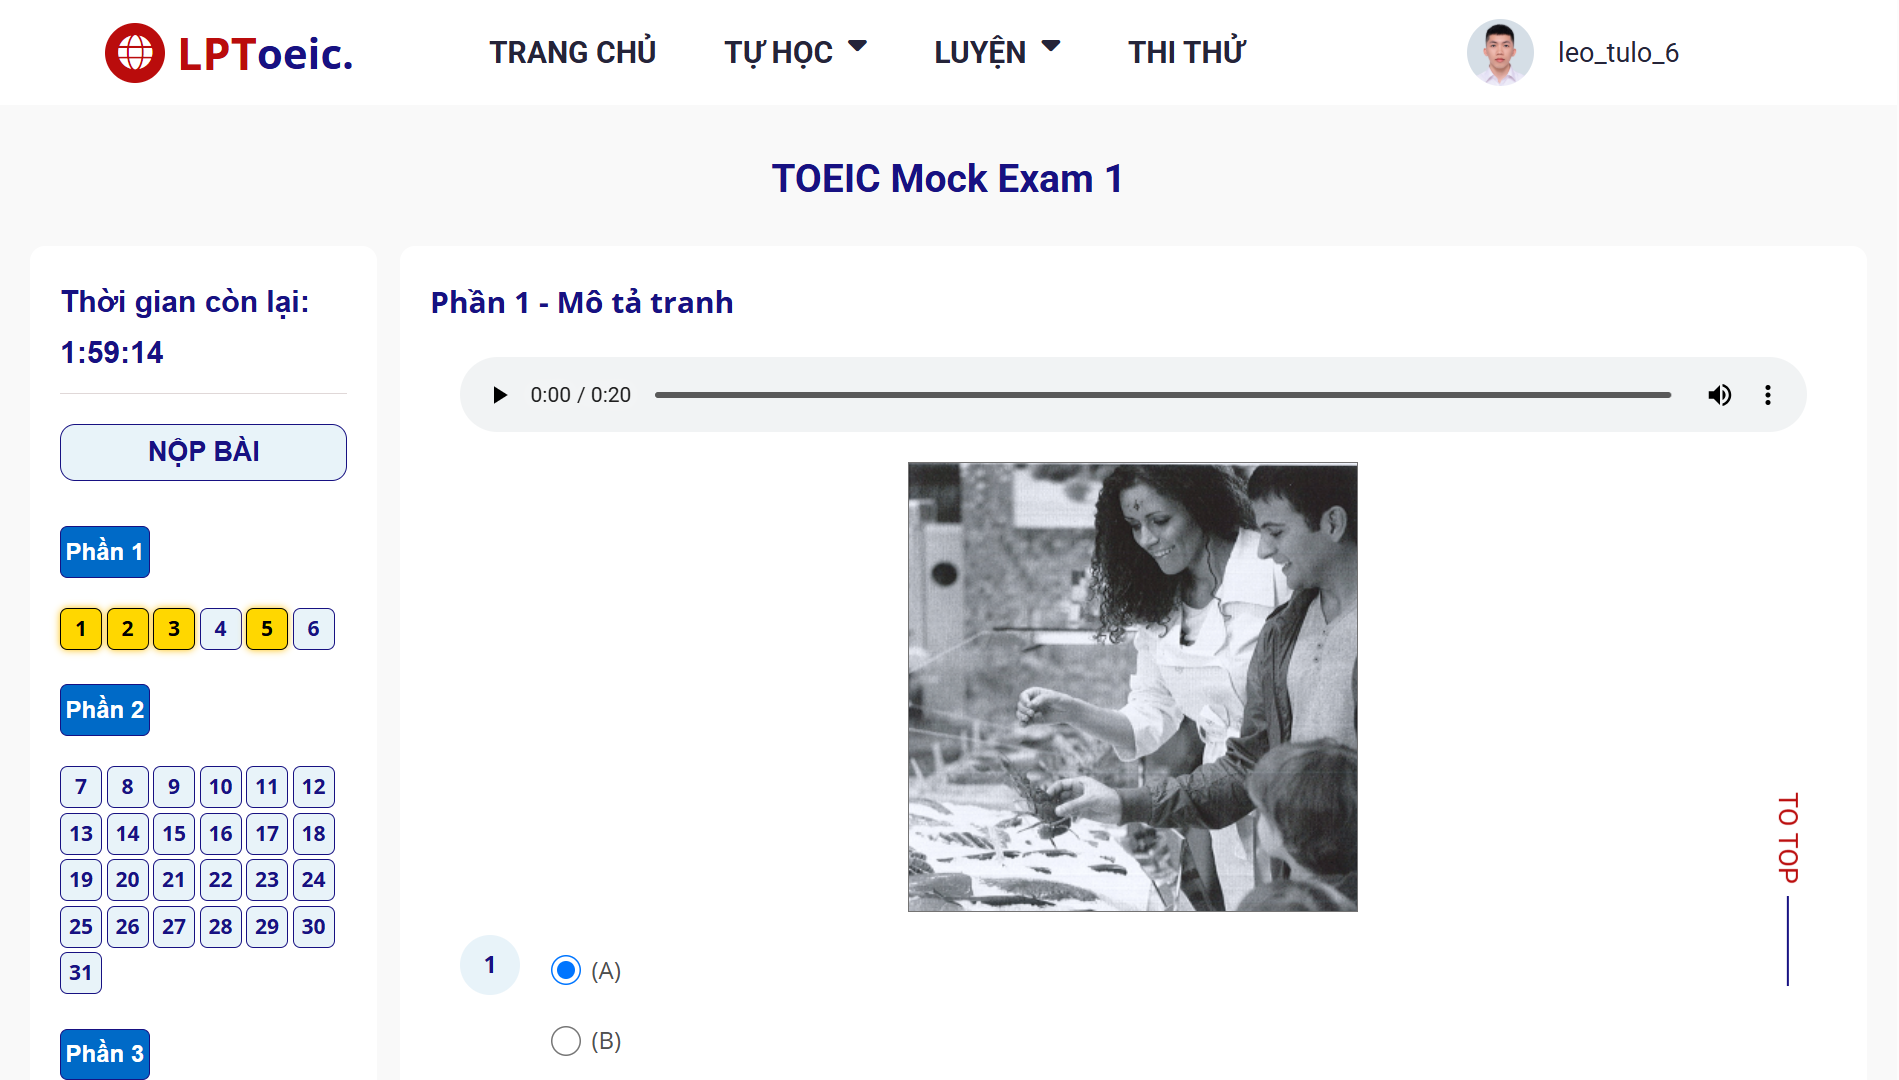 LPToeic.
TRANG CHỦ
TỰ HỌC
LUYỆN
THI THỬ
leo_tulo_6
TOEIC Mock Exam 1
Thời gian còn lại:
1:59:14
NỘP BÀI
Phần 1
1 2 3 4 5 6
Phần 2
7 8 9 10 11 12
13 14 15 16 17 18
19 20 21 22 23 24
25 26 27 28 29 30
31
Phần 3
Phần 1 - Mô tả tranh
0:00 / 0:20
1
(A)
(B)
TO TOP